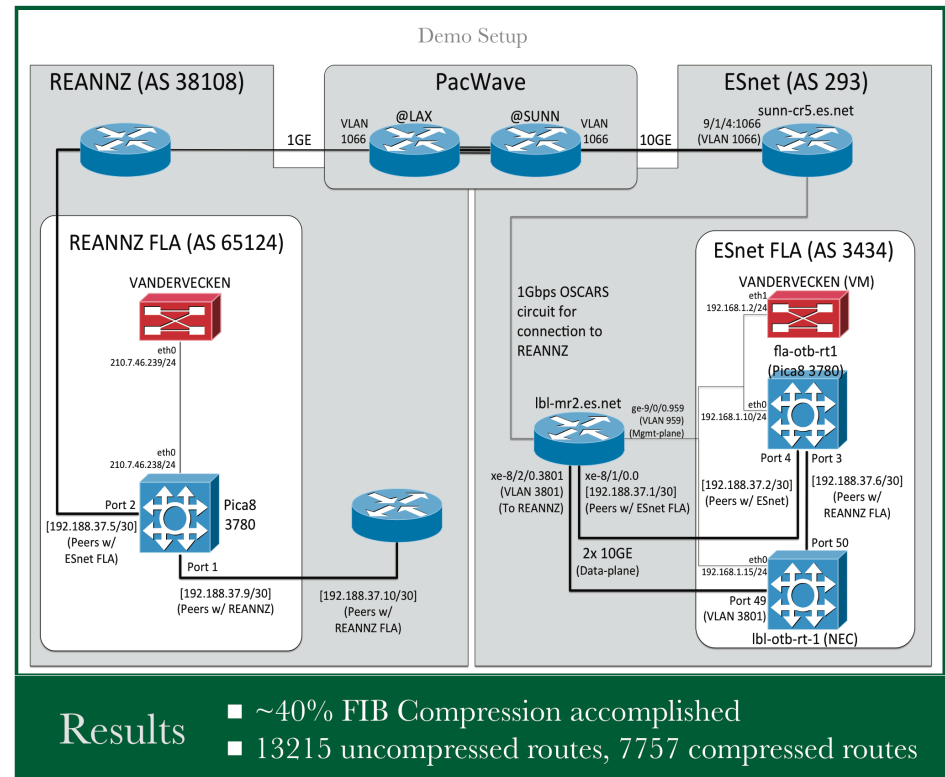 Demo Setup
REANNZ (AS 38108)
PacWave
ESnet (AS 293)
sunn-cr5.es.net
@LAX
@SUNN
VLAN
1066
VLAN
1066
1GE
10GE
9/1/4:1066
(VLAN 1066)
REANNZ FLA (AS 65124)
VANDERVECKEN
eth0
210.7.46.239/24
eth0
210.7.46.238/24
Port 2
Pica8
3780
[192.188.37.5/30]
(Peers w/
ESnet FLA)
Port 1
[192.188.37.9/30]
(Peers w/ REANNZ)
[192.188.37.10/30]
(Peers w/
REANNZ FLA)
1Gbps OSCARS
circuit for
connection to
REANNZ
lbl-mr2.es.net
ge-9/0/0.959
(VLAN 959)
(Mgmt-plane)
xe-8/2/0.3801
(VLAN 3801)
(To REANNZ)
xe-8/1/0.0
[192.188.37.1/30]
(Peers w/ ESnet FLA)
2x 10GE
(Data-plane)
ESnet FLA (AS 3434)
VANDERVECKEN (VM)
eth1
192.168.1.2/24
fla-otb-rt1
(Pica8 3780)
eth0
192.168.1.10/24
Port 4
Port 3
[192.188.37.2/30]
(Peers w/ ESnet)
[192.188.37.6/30]
(Peers w/
REANNZ FLA)
Port 50
eth0
192.168.1.15/24
Port 49
(VLAN 3801)
lbl-otb-rt-1 (NEC)
Results
■ ~40% FIB Compression accomplished
■ 13215 uncompressed routes, 7757 compressed routes